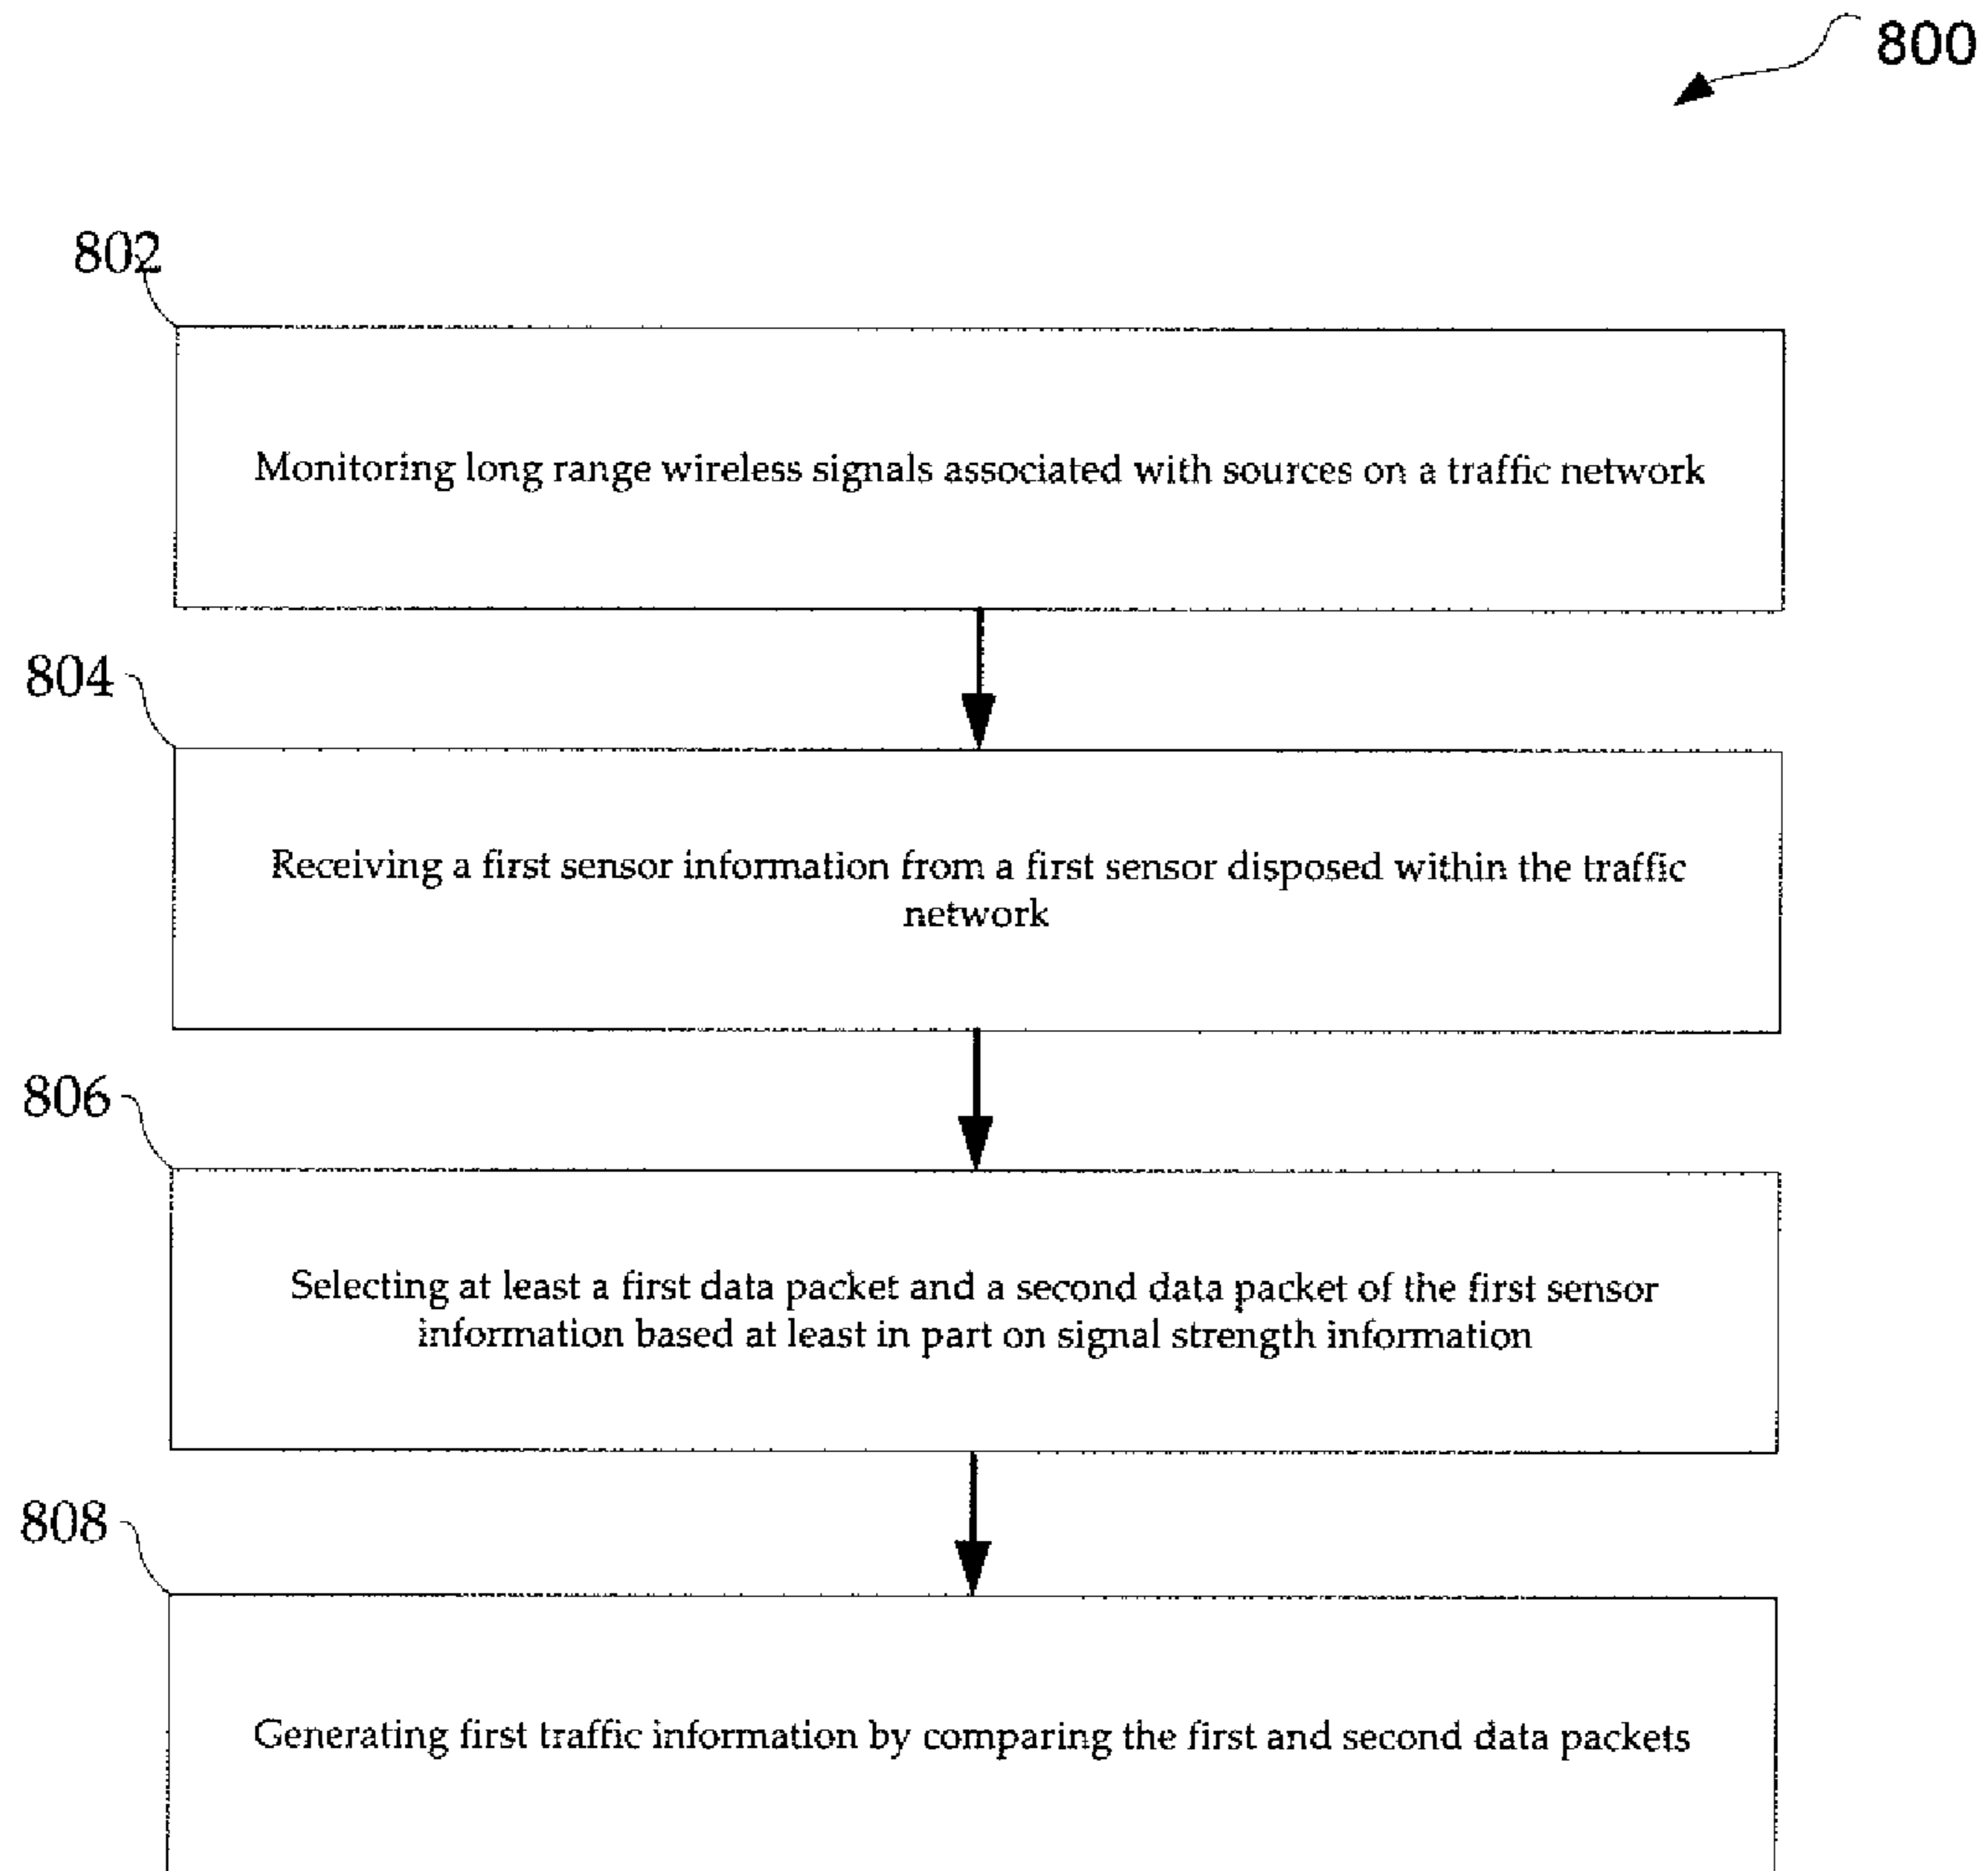 800
802
Monitoring long range wireless signals associated with sources on a traffic network
804
Receiving a first sensor information from a first sensor disposed within the traffic
network
806
Selecting at least a first data packet and a second data packet of the first sensor
information based at least in part on signal strength information
808
Generating first traffic information by comparing the first and second data packets